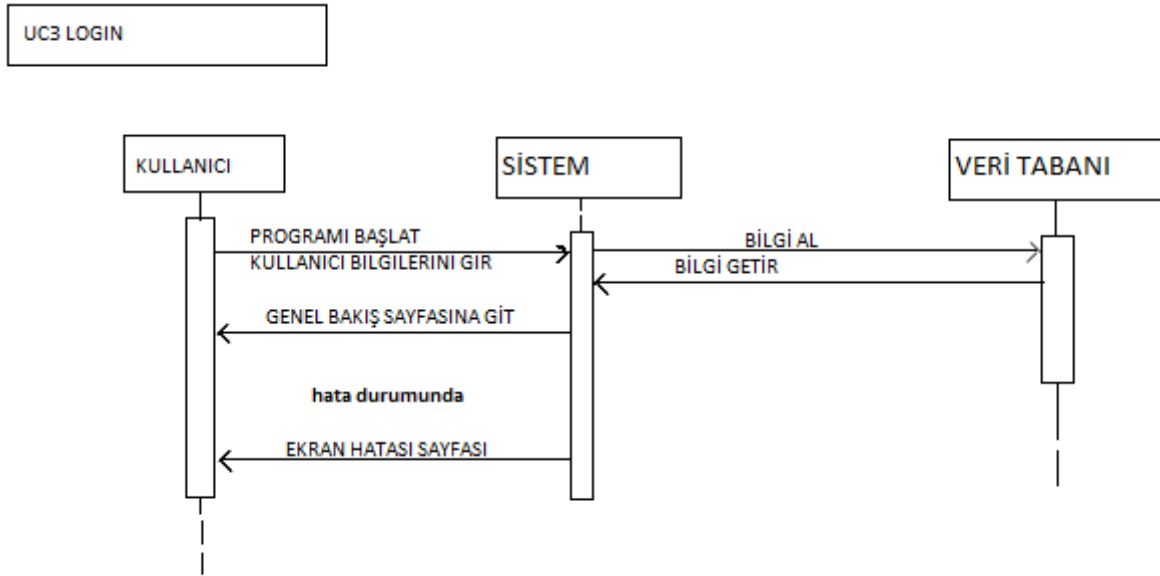 UC3 LOGIN
KULLANICI
SİSTEM
VERİ TABANI
PROGRAMI BAŞLAT
KULLANICI BILGILERINI GIR
BİLGİ AL
BİLGİ GETİR
GENEL BAKIŞ SAYFASINA GİT
hata durumunda
EKRAN HATASI SAYFASI